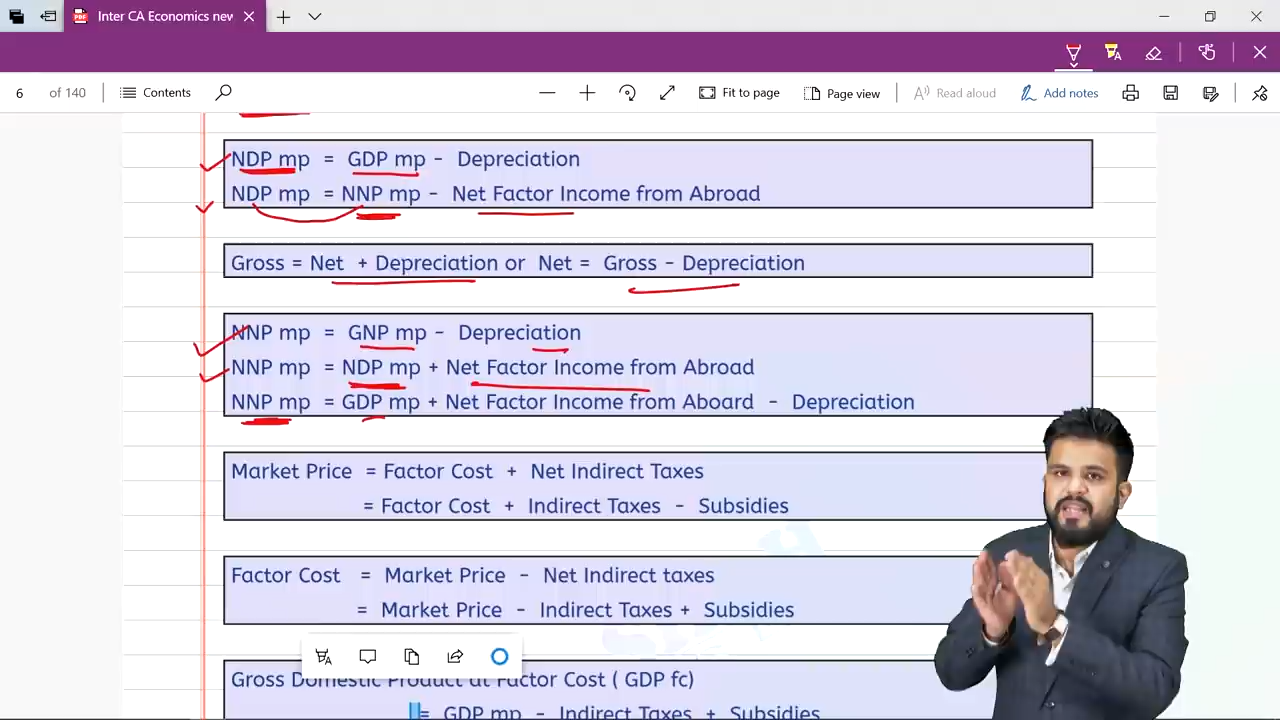 Inter CA Economics new
6 of 140 Contents Fit to page Page view Read aloud Add notes
NDP mp = GDP mp - Depreciation
NDP mp = NNP mp - Net Factor Income from Abroad
Gross = Net + Depreciation or Net = Gross - Depreciation
NNP mp = GNP mp - Depreciation
NNP mp = NDP mp + Net Factor Income from Abroad
NNP mp = GDP mp + Net Factor Income from Aboard - Depreciation
Market Price = Factor Cost + Net Indirect Taxes
= Factor Cost + Indirect Taxes - Subsidies
Factor Cost = Market Price - Net Indirect taxes
= Market Price - Indirect Taxes + Subsidies
Gross Domestic Product at Factor Cost ( GDP fc)
= GDP mp - Indirect Taxes + Subsidies